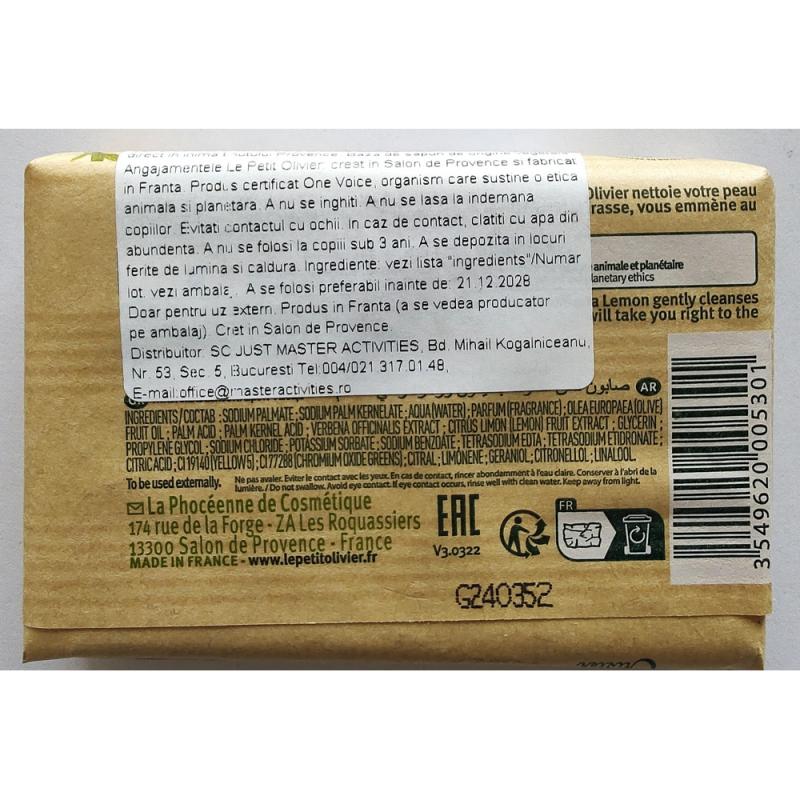 Angajamentele Le Petit Olivier: creat in Salon de Provence si fabricat
in Franta. Produs certificat One Voice, organism care sustine o etica
animala si planetara. A nu se inghiti. A nu se lasa la indemana
copiilor. Evitati contactul cu ochii. In caz de contact, clatiti cu apa din
abundenta. A nu se folosi la copiii sub 3 ani. A se depozita in locuri
ferite de lumina si caldura. Ingrediente: vezi lista "ingredients"/Numar
lot: vezi ambalaj. A se folosi preferabil inainte de: 21.12.2028
Doar pentru uz extern. Produs in Franta (a se vedea producator
pe ambalaj). Creat in Salon de Provence.
Distribuitor: SC JUST MASTER ACTIVITIES, Bd. Mihail Kogalniceanu,
Nr. 53, Sec. 5, Bucuresti Tel:004/021.317.01.48,
E-mail:office@masteractivities.ro
Olivier nettoie votre peau
rasse, vous emmène au
animale et planétaire
lanetary ethics
a Lemon gently cleanses
will take you right to the
صابون AR
INGREDIENTS/COCTAB : SODIUM PALMATE ; SODIUM PALM KERNELATE ; AQUA (WATER) ; PARFUM (FRAGRANCE) ; OLEA EUROPAEA (OLIVE)
FRUIT OIL ; PALM ACID ; PALM KERNEL ACID ; VERBENA OFFICINALIS EXTRACT ; CITRUS LIMON (LEMON) FRUIT EXTRACT ; GLYCERIN ;
PROPYLENE GLYCOL ; SODIUM CHLORIDE ; POTASSIUM SORBATE ; SODIUM BENZOATE ; TETRASODIUM EDTA ; TETRASODIUM ETIDRONATE ;
CITRIC ACID ; CI 19140 (YELLOW 5) ; CI 77288 (CHROMIUM OXIDE GREENS) ; CITRAL ; LIMONENE ; GERANIOL ; CITRONELLOL ; LINALOOL.
To be used externally. Ne pas avaler. Eviter le contact avec les yeux. En cas de contact, rincer abondamment à l'eau claire. Conserver à l'abri de la
lumière. / Do not swallow. Avoid eye contact. If eye contact occurs, rinse well with clean water. Keep away from light.
La Phocéenne de Cosmétique
174 rue de la Forge - ZA Les Roquassiers
13300 Salon de Provence - France
MADE IN FRANCE - www.lepetitolivier.fr
EAC
V3.0322
FR
G240352
3 549620 005301